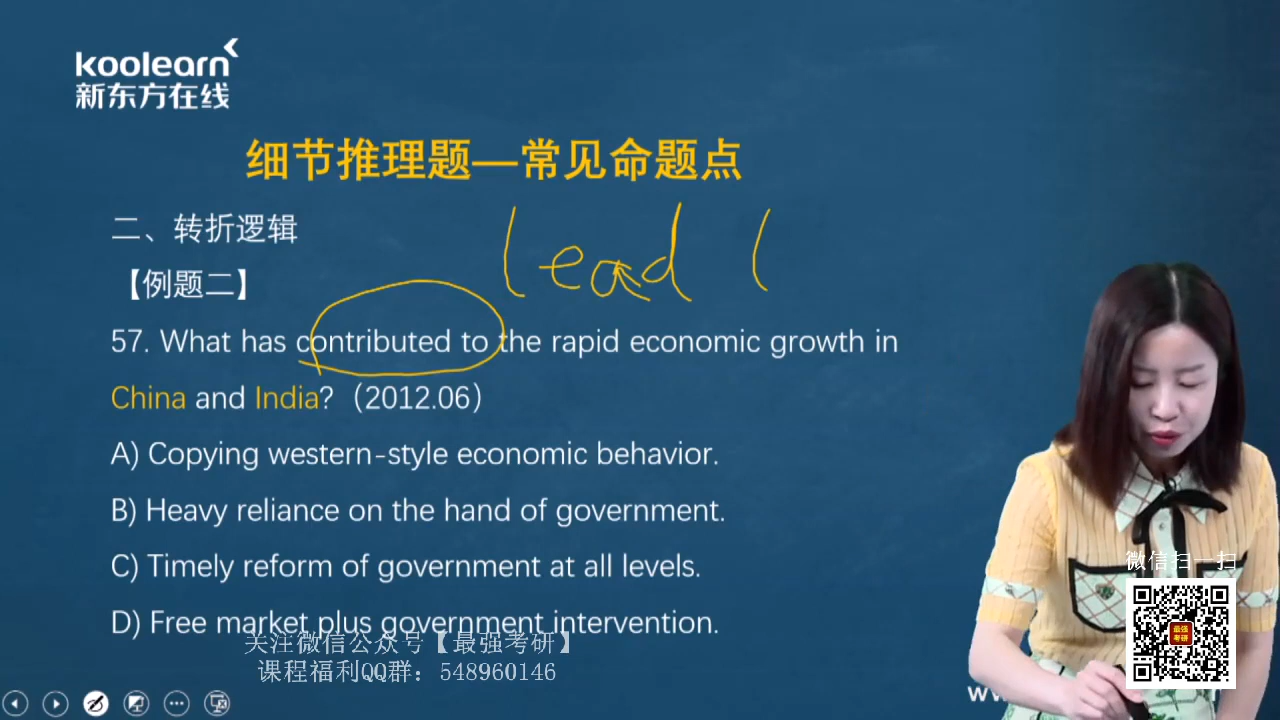 koolearn
新东方在线
细节推理题—常见命题点
二、转折逻辑
lead (
【例题二】
57. What has contributed to the rapid economic growth in
China and India?（2012.06）
A) Copying western-style economic behavior.
B) Heavy reliance on the hand of government.
C) Timely reform of government at all levels.
D) Free market plus government intervention.
关注微信公众号【最强考研】
课程福利QQ群：548960146
微信扫一扫
最强
考研